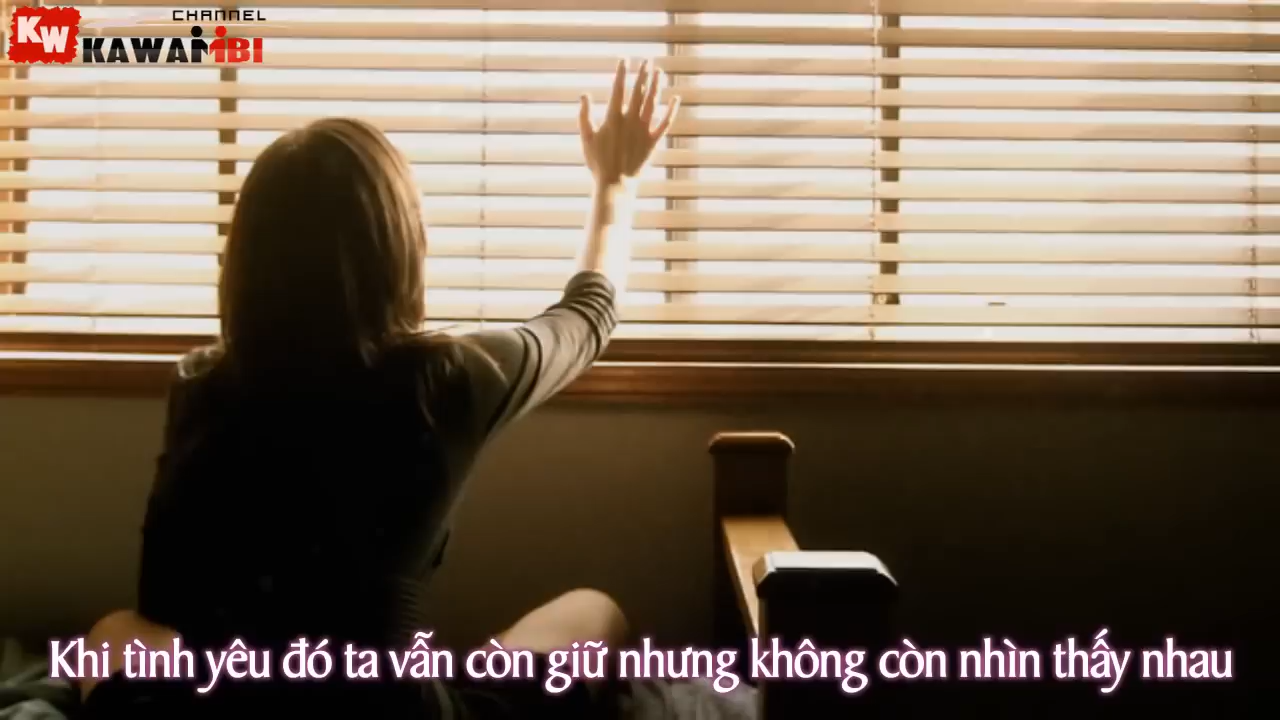 KW CHANNEL
KAWAIIBI
Khi tình yêu đó ta vẫn còn giữ nhưng không còn nhìn thấy nhau